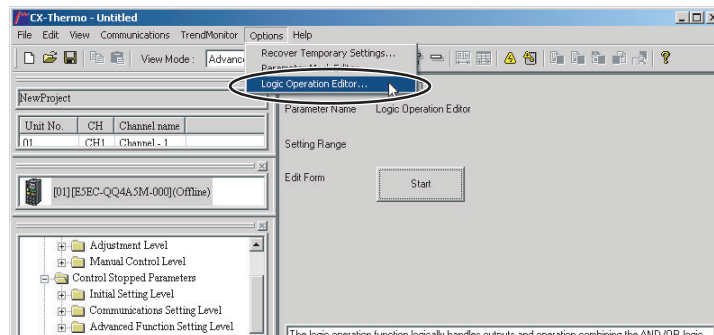 CX-Thermo - Untitled
File Edit View Communications TrendMonitor Options Help
View Mode: Advanc
Recover Temporary Settings...
Parameter Mask Editor...
Logic Operation Editor...
NewProject
Parameter Name Logic Operation Editor
Unit No. CH Channel name
01 CH1 Channel - 1
Setting Range
Edit Form Start
[01][E5EC-QQ4A5M-000](Offline)
Adjustment Level
Manual Control Level
Control Stopped Parameters
Initial Setting Level
Communications Setting Level
Advanced Function Setting Level
The logic operation function logically handles outputs and operation combining the AND/OR logic